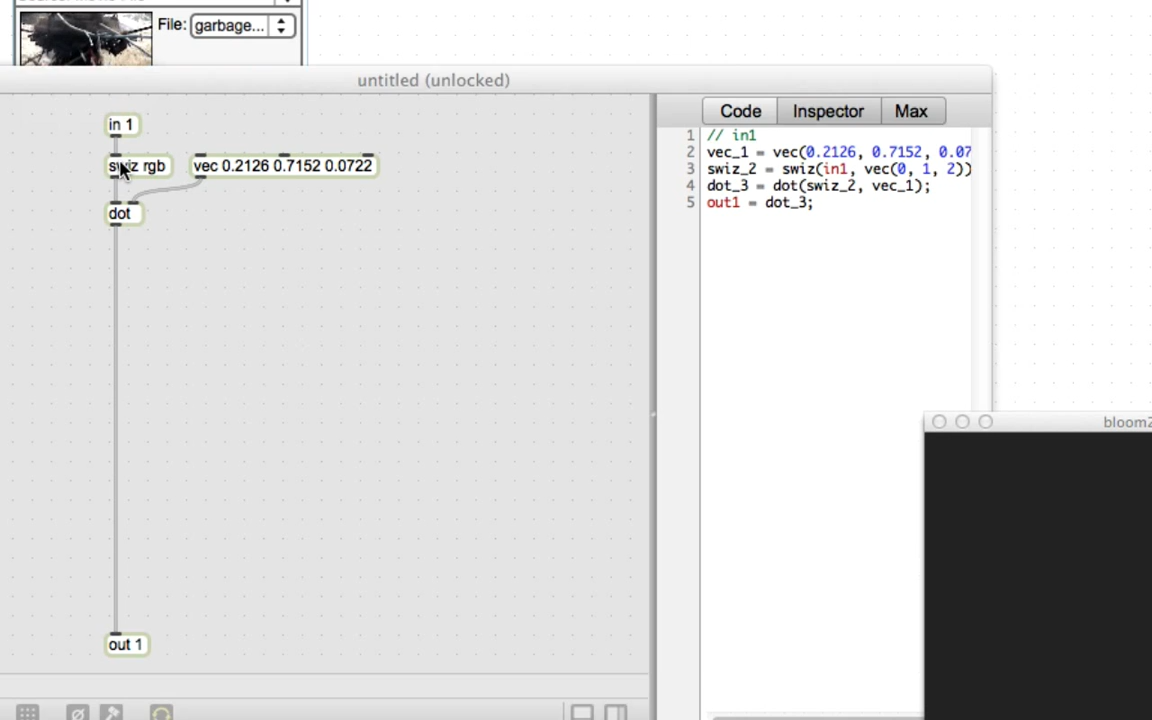 File: garbage...
untitled (unlocked)
in 1
swiz rgb
vec 0.2126 0.7152 0.0722
dot
out 1
Code Inspector Max
1 // in1
2 vec_1 = vec(0.2126, 0.7152, 0.07
3 swiz_2 = swiz(in1, vec(0, 1, 2))
4 dot_3 = dot(swiz_2, vec_1);
5 out1 = dot_3;
bloom2